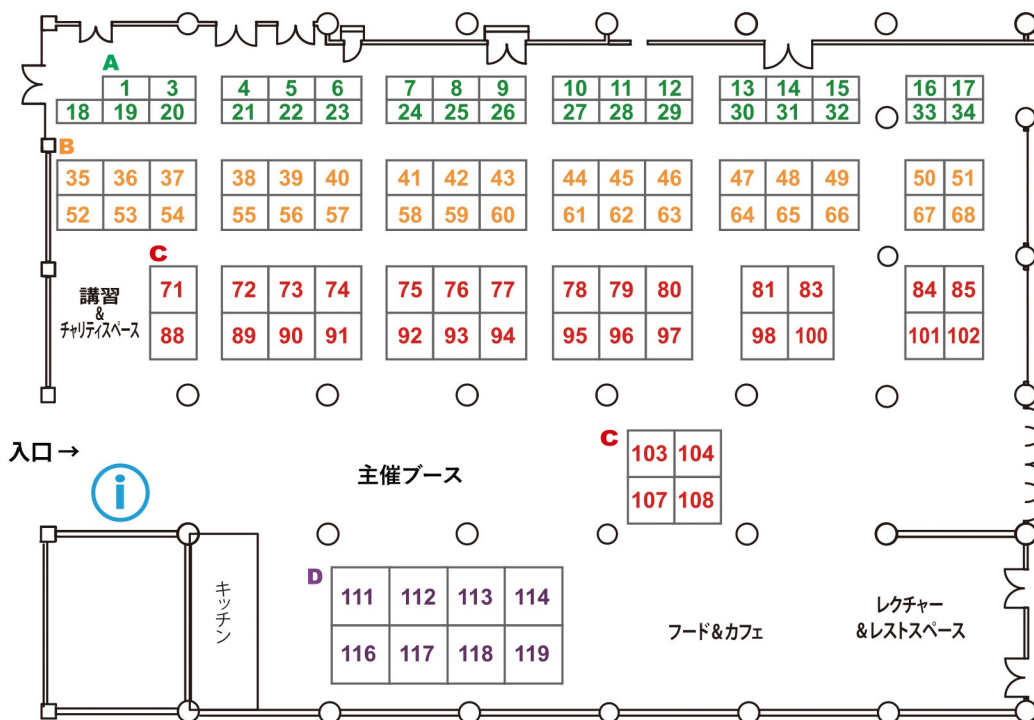 A
1 3 4 5 6 7 8 9 10 11 12 13 14 15 16 17
18 19 20 21 22 23 24 25 26 27 28 29 30 31 32 33 34
B
35 36 37 38 39 40 41 42 43 44 45 46 47 48 49 50 51
52 53 54 55 56 57 58 59 60 61 62 63 64 65 66 67 68
C
講習
&
チャリティスペース
71 72 73 74 75 76 77 78 79 80 81 83 84 85
88 89 90 91 92 93 94 95 96 97 98 100 101 102
入口 →
i
主催ブース
C
103 104
107 108
キッチン
D
111 112 113 114
116 117 118 119
フード&カフェ
レクチャー
&レストスペース